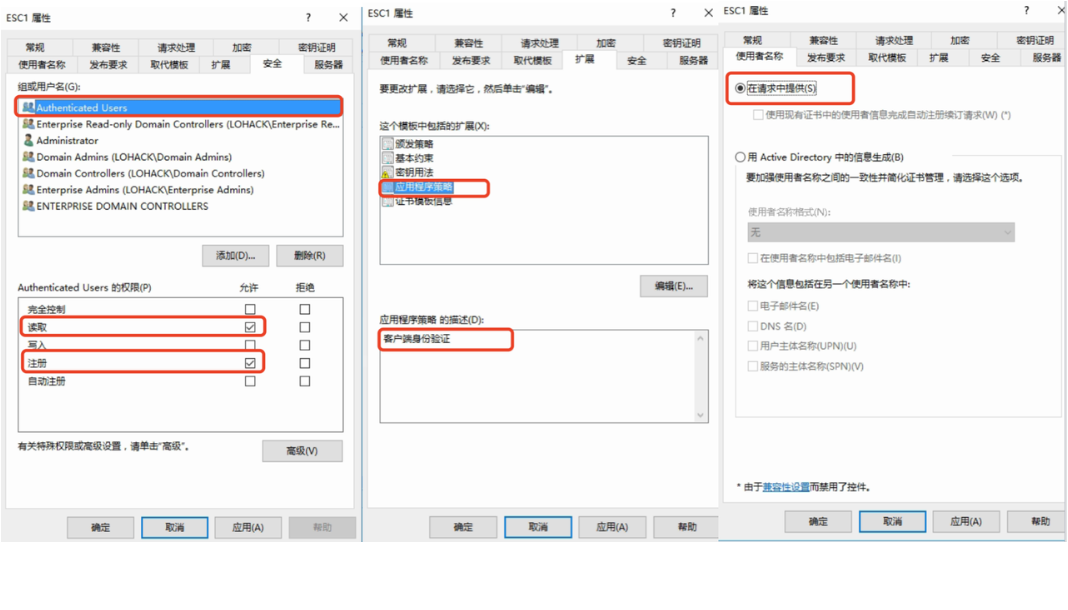 ESC1 属性
?
×
常规 兼容性 请求处理 加密 密钥证明
使用者名称 发布要求 取代模板 扩展 安全 服务器
组或用户名(G):
Authenticated Users
Enterprise Read-only Domain Controllers (LOHACK\Enterprise Re...
Administrator
Domain Admins (LOHACK\Domain Admins)
Domain Controllers (LOHACK\Domain Controllers)
Enterprise Admins (LOHACK\Enterprise Admins)
ENTERPRISE DOMAIN CONTROLLERS
添加(D)... 删除(R)
Authenticated Users 的权限(P) 允许 拒绝
完全控制
读取
写入
注册
自动注册
有关特殊权限或高级设置，请单击"高级"。
高级(V)
确定 取消 应用(A) 帮助
ESC1 属性
?
×
常规 兼容性 请求处理 加密 密钥证明
使用者名称 发布要求 取代模板 扩展 安全 服务器
要更改扩展，请选择它，然后单击"编辑"。
这个模板中包括的扩展(X):
颁发策略
基本约束
密钥用法
应用程序策略
证书模板信息
编辑(E)...
应用程序策略 的描述(D):
客户端身份验证
确定 取消 应用(A) 帮助
ESC1 属性
?
×
常规 兼容性 请求处理 加密 密钥证明
使用者名称 发布要求 取代模板 扩展 安全 服务器
在请求中提供(S)
使用现有证书中的使用者信息完成自动注册续订请求(W) (*)
用 Active Directory 中的信息生成(B)
要加强使用者名称之间的一致性并简化证书管理，请选择这个选项。
使用者名称格式(N):
无
在使用者名称中包括电子邮件名(I)
将这个信息包括在另一个使用者名称中:
电子邮件名(E)
DNS 名(D)
用户主体名称(UPN)(U)
服务的主体名称(SPN)(V)
* 由于兼容性设置而禁用了控件。
确定 取消 应用(A) 帮助